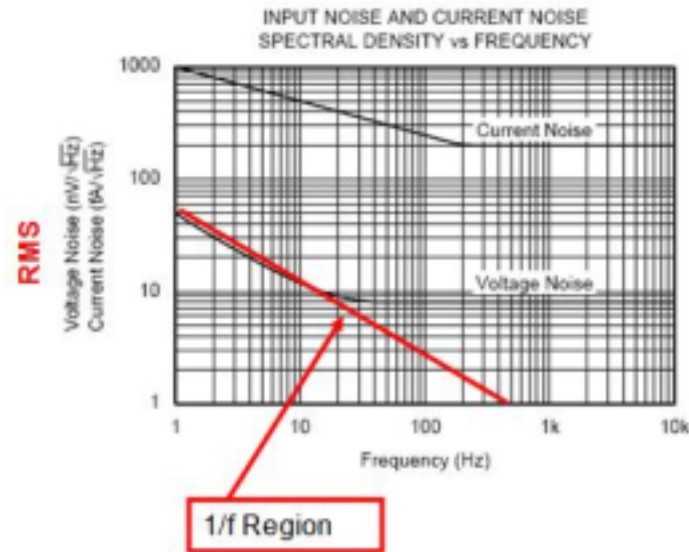 INPUT NOISE AND CURRENT NOISE
SPECTRAL DENSITY vs FREQUENCY
RMS
Voltage Noise (nV/√Hz)
Current Noise (fA/√Hz)
1000
100
10
1
Current Noise
Voltage Noise
1
10
100
1k
10k
Frequency (Hz)
1/f Region